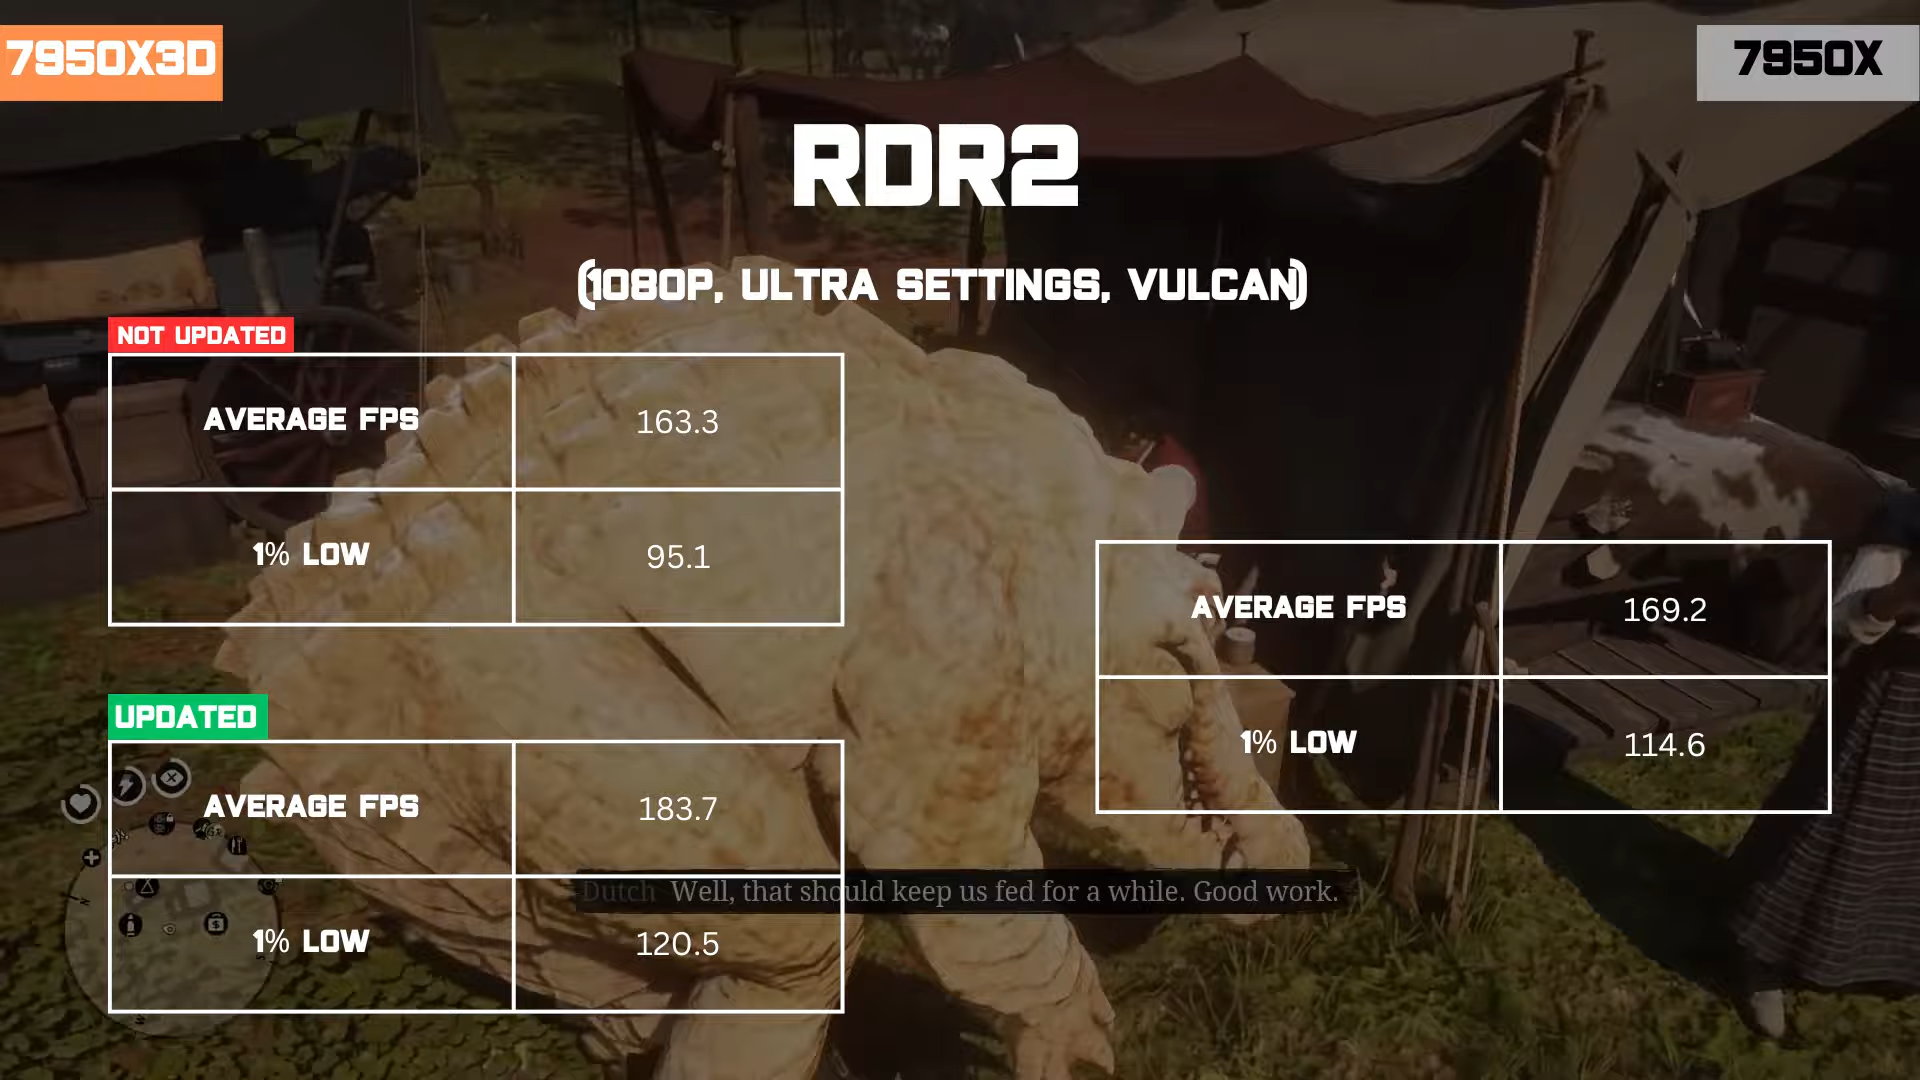 7950X3D
7950X
RDR2
(1080P, ULTRA SETTINGS, VULCAN)
NOT UPDATED
AVERAGE FPS 163.3
1% LOW 95.1
AVERAGE FPS 169.2
1% LOW 114.6
UPDATED
AVERAGE FPS 183.7
1% LOW 120.5
Dutch Well, that should keep us fed for a while. Good work.